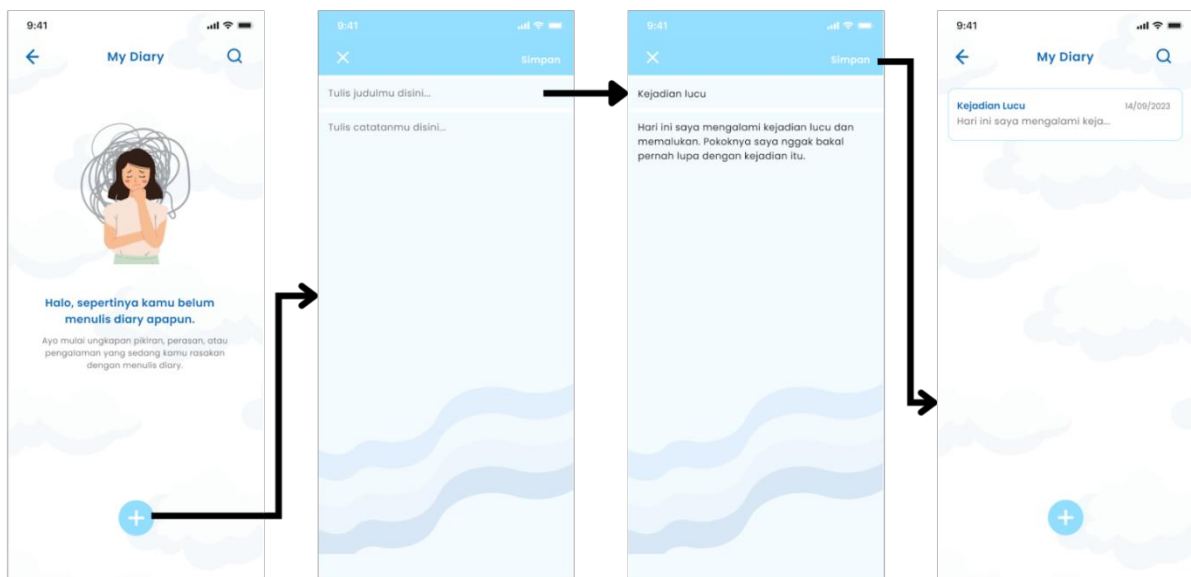 9:41
My Diary
Halo, sepertinya kamu belum
menulis diary apapun.
Ayo mulai ungkapan pikiran, perasan, atau
pengalaman yang sedang kamu rasakan
dengan menulis diary.
9:41
Simpan
Tulis judulmu disini...
Tulis catatanmu disini...
9:41
Simpan
Kejadian lucu
Hari ini saya mengalami kejadian lucu dan
memalukan. Pokoknya saya nggak bakal
pernah lupa dengan kejadian itu.
9:41
My Diary
Kejadian Lucu 14/09/2023
Hari ini saya mengalami keja...